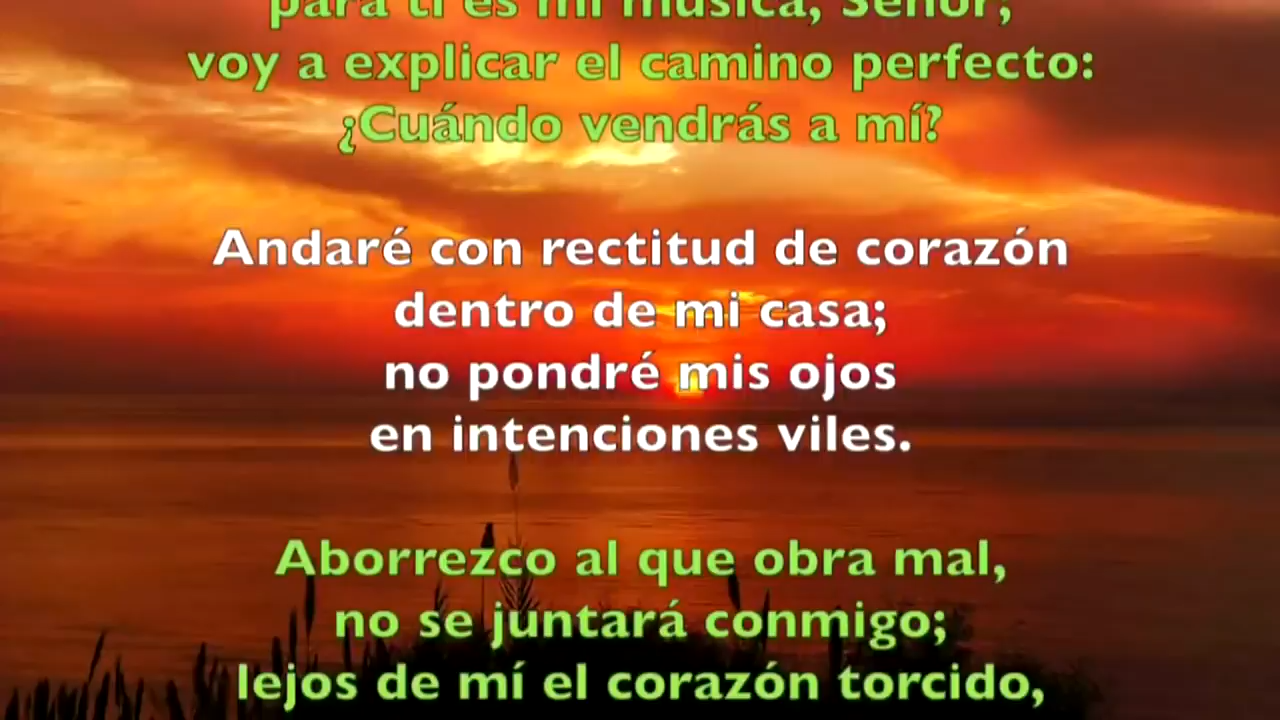 para ti es mi música, Señor;
voy a explicar el camino perfecto:
¿Cuándo vendrás a mí?
Andaré con rectitud de corazón
dentro de mi casa;
no pondré mis ojos
en intenciones viles.
Aborrezco al que obra mal,
no se juntará conmigo;
lejos de mí el corazón torcido,